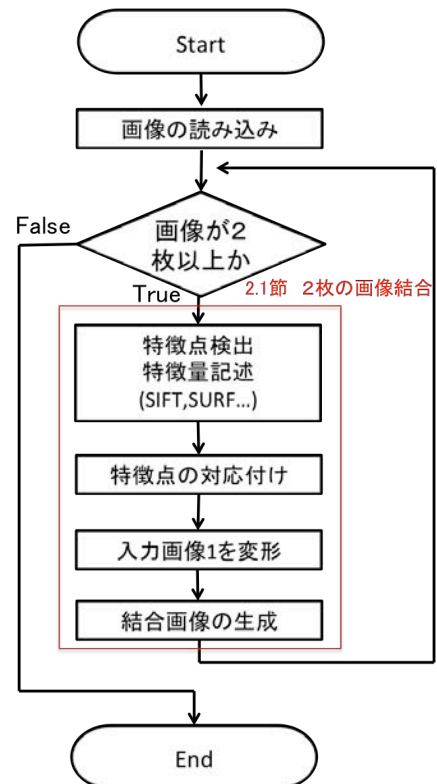 Start
画像の読み込み
画像が2
枚以上か
False
True
2.1節 2枚の画像結合
特徴点検出
特徴量記述
(SIFT,SURF...)
特徴点の対応付け
入力画像1を変形
結合画像の生成
End